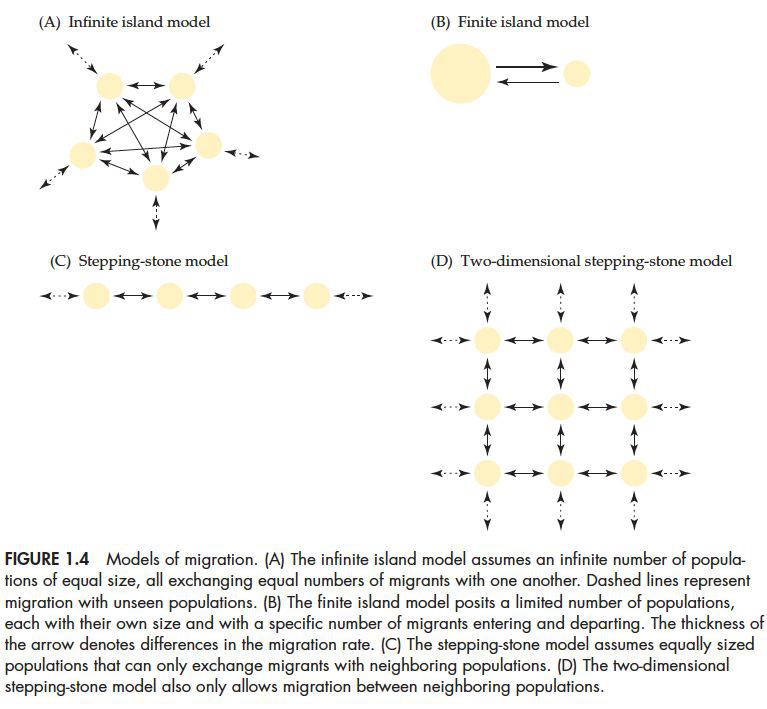 (A) Infinite island model
(B) Finite island model
(C) Stepping-stone model
(D) Two-dimensional stepping-stone model
FIGURE 1.4 Models of migration. (A) The infinite island model assumes an infinite number of popula-
tions of equal size, all exchanging equal numbers of migrants with one another. Dashed lines represent
migration with unseen populations. (B) The finite island model posits a limited number of populations,
each with their own size and with a specific number of migrants entering and departing. The thickness of
the arrow denotes differences in the migration rate. (C) The stepping-stone model assumes equally sized
populations that can only exchange migrants with neighboring populations. (D) The two-dimensional
stepping-stone model also only allows migration between neighboring populations.